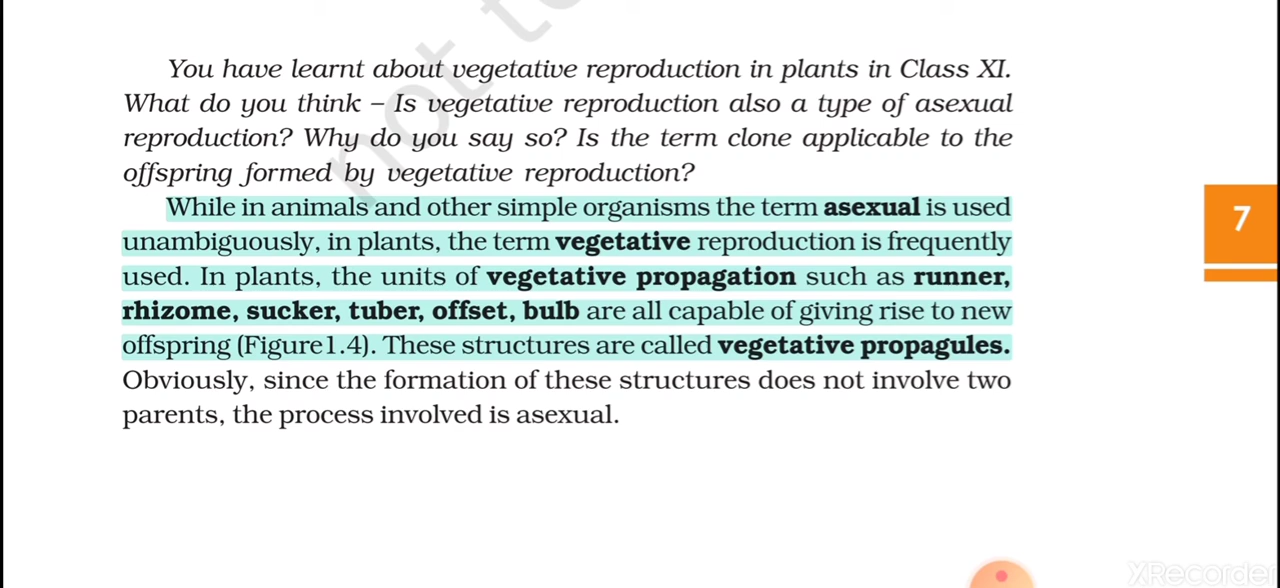 not t
You have learnt about vegetative reproduction in plants in Class XI.
What do you think – Is vegetative reproduction also a type of asexual
reproduction? Why do you say so? Is the term clone applicable to the
offspring formed by vegetative reproduction?
While in animals and other simple organisms the term asexual is used
unambiguously, in plants, the term vegetative reproduction is frequently
used. In plants, the units of vegetative propagation such as runner,
rhizome, sucker, tuber, offset, bulb are all capable of giving rise to new
offspring (Figure1.4). These structures are called vegetative propagules.
Obviously, since the formation of these structures does not involve two
parents, the process involved is asexual.
7
XRecorder